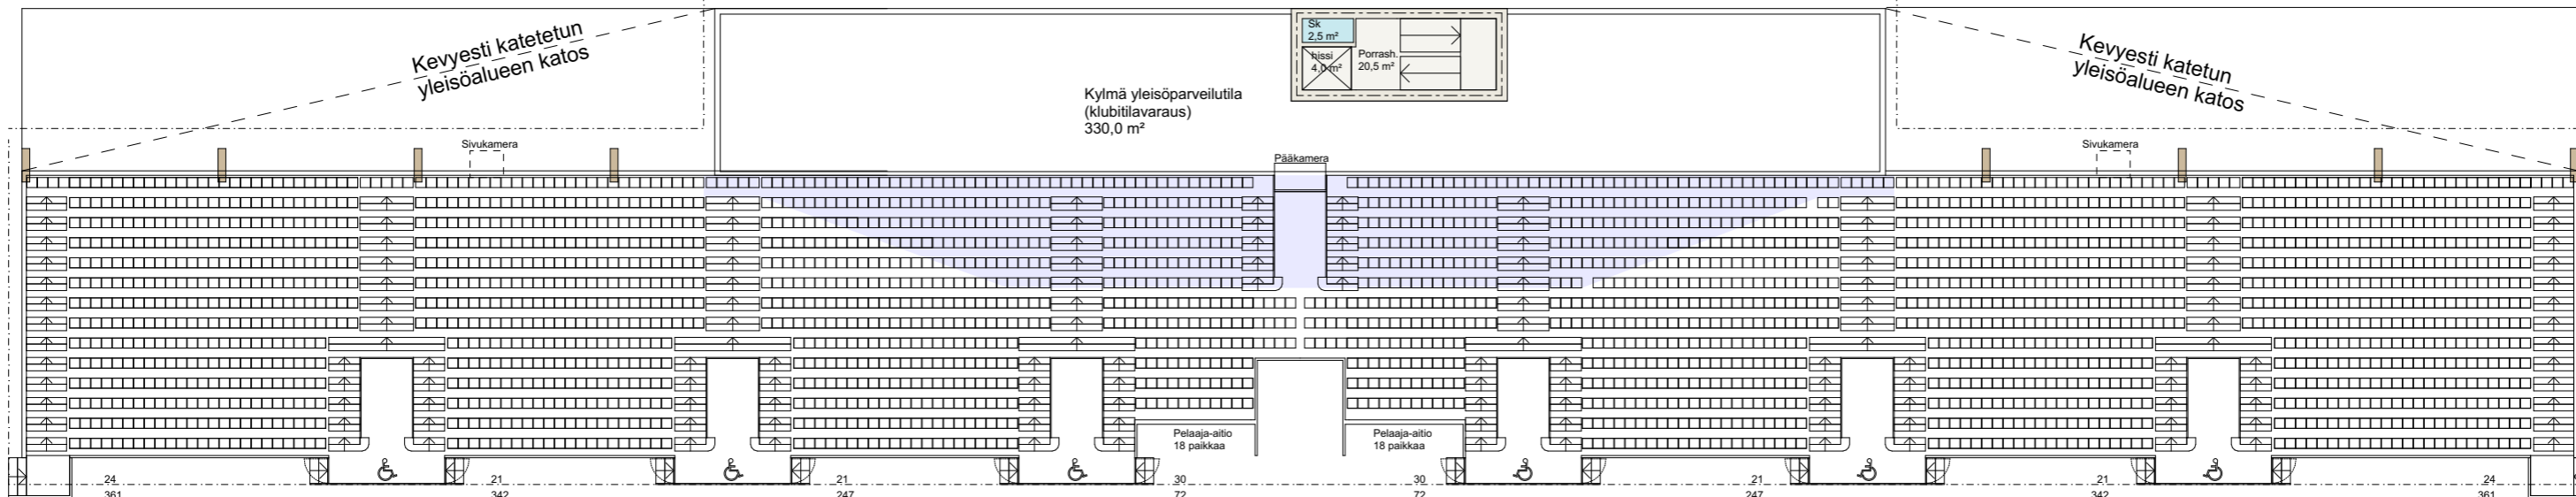 Kevyesti katetetun
yleisöalueen katos
Sk
2,5 m²
hissi
4,0 m²
Porrash.
20,5 m²
Kevyesti katetun
yleisöalueen katos
Kylmä yleisöparveilutila
(klubitilavaraus)
330,0 m²
Sivukamera
Pääkamera
Sivukamera
Pelaaja-aitio
18 paikkaa
Pelaaja-aitio
18 paikkaa
24
21
21
30
30
21
21
24
361
342
247
72
72
247
342
361